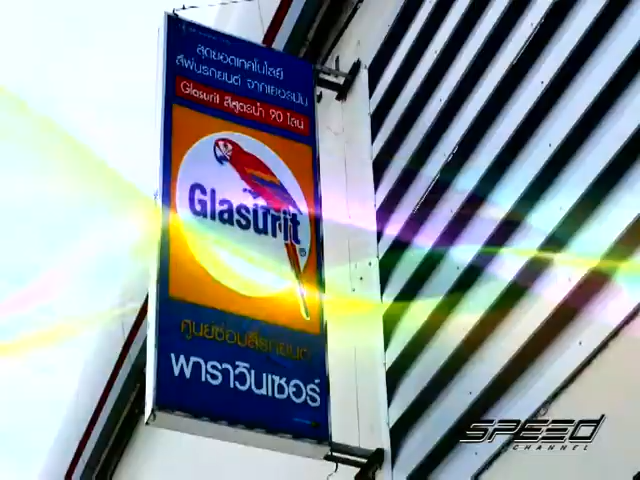 สุดยอดเทคโนโลยี
สีพ่นรถยนต์ จากเยอรมัน
Glasurit สีสูตรน้ำ 90 ไลน์
Glasurit
ศูนย์ซ่อมสีรถยนต์
พาราวินเซอร์
SPEED
CHANNEL